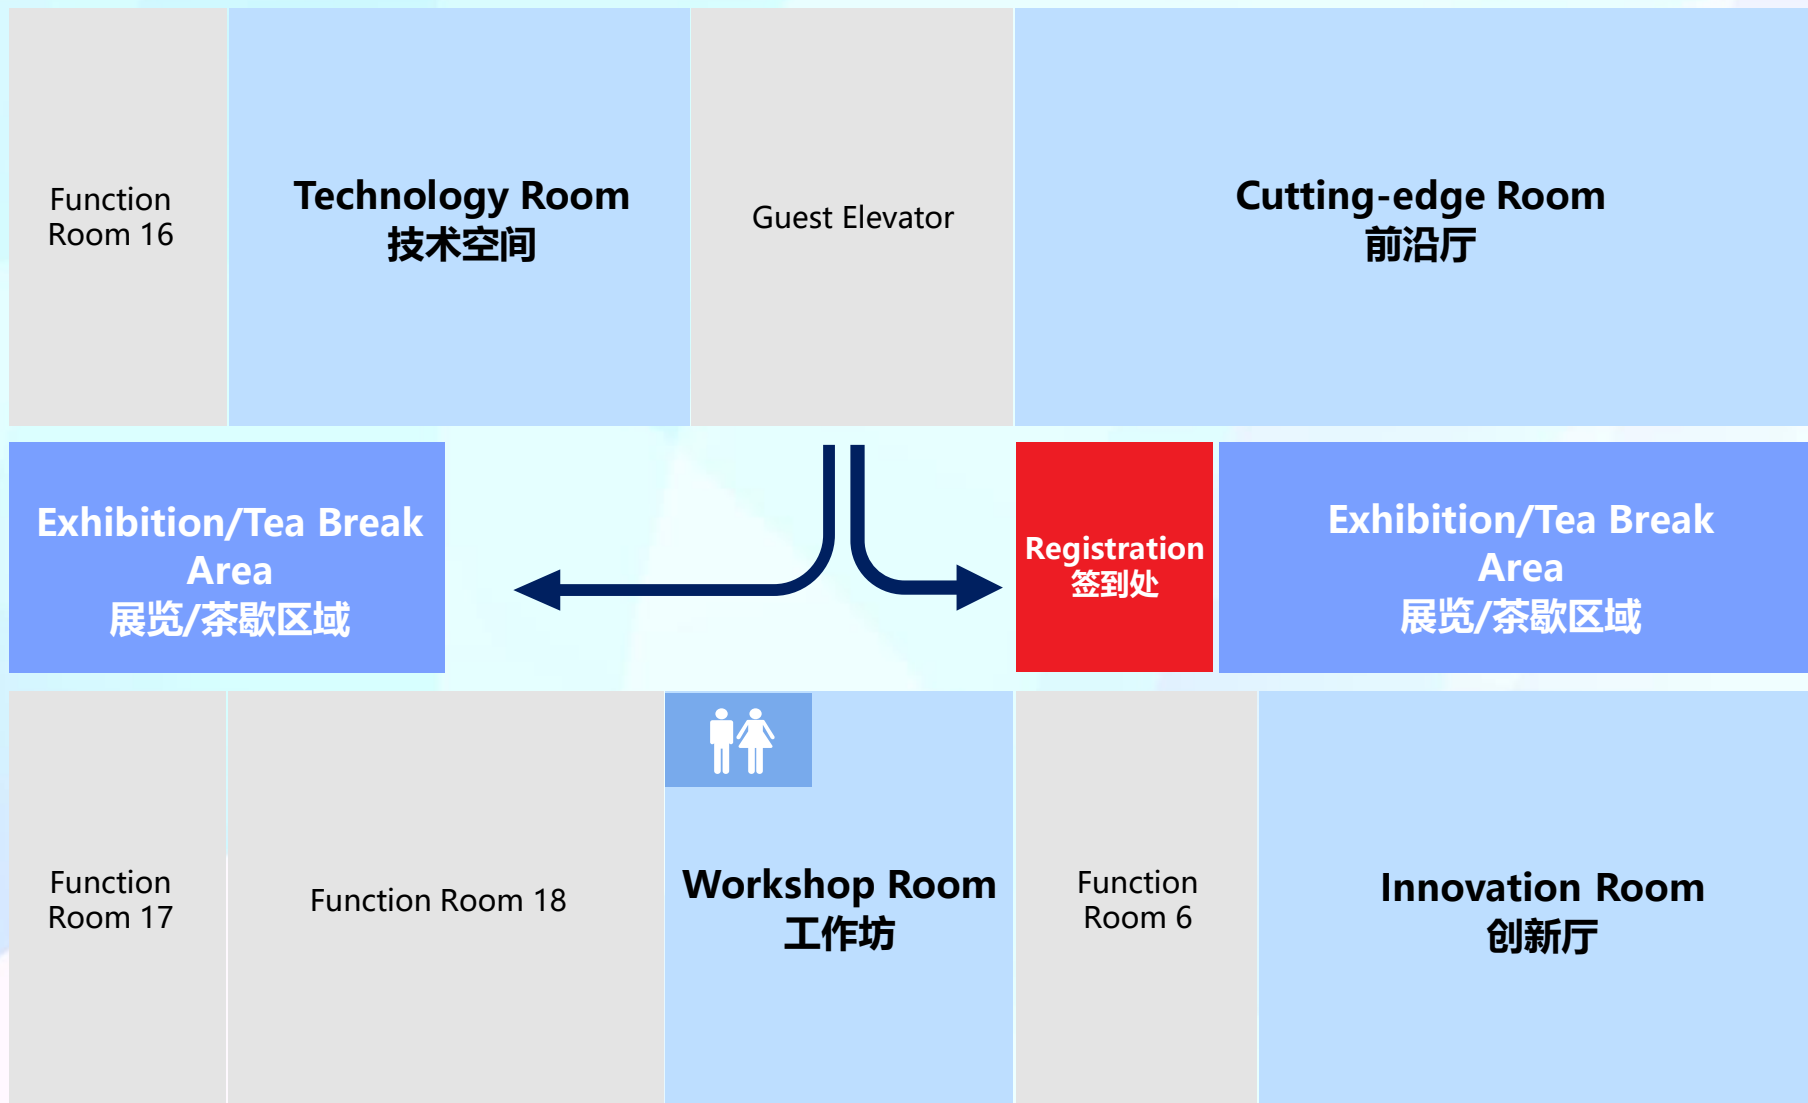 Function
Room 16
Technology Room
技术空间
Guest Elevator
Cutting-edge Room
前沿厅
Exhibition/Tea Break
Area
展览/茶歇区域
Registration
签到处
Exhibition/Tea Break
Area
展览/茶歇区域
Function
Room 17
Function Room 18
Workshop Room
工作坊
Function
Room 6
Innovation Room
创新厅